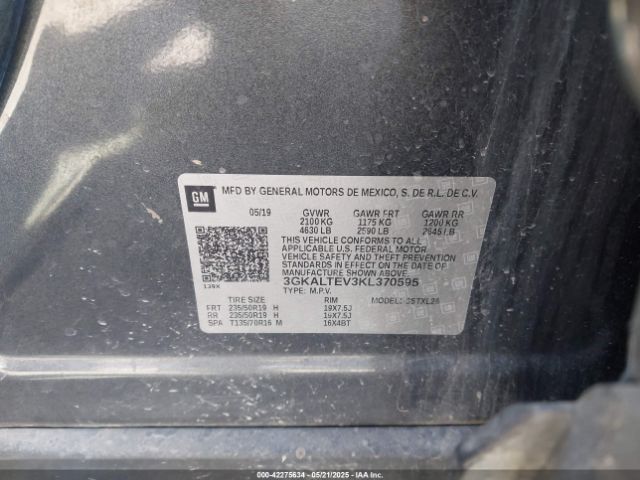 GM
MFD BY GENERAL MOTORS DE MEXICO, S. DE R.L. DE C.V.
05/19 GVWR GAWR FRT GAWR RR
2100 KG 1175 KG 1200 KG
4630 LB 2590 LB 2645 LB
THIS VEHICLE CONFORMS TO ALL
APPLICABLE U.S. FEDERAL MOTOR
VEHICLE SAFETY AND THEFT PREVENTION
STANDARDS IN EFFECT ON THE DATE OF
MANUFACTURE SHOWN ABOVE.
139X 3GKALTEV3KL370595
TYPE: M.P.V. MODEL:
TIRE SIZE RIM
FRT 235/50R19 H 19X7.5J
RR 235/50R19 H 19X7.5J
SPA T135/70R16 M 16X4BT
000-42275634 - 05/21/2025 - IAAI.COM